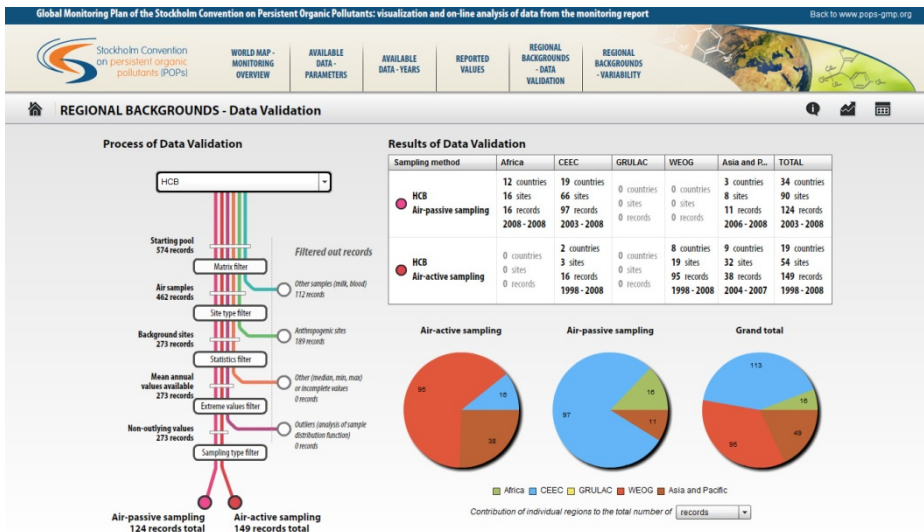 Global Monitoring Plan of the Stockholm Convention on Persistent Organic Pollutants: visualization and on-line analysis of data from the monitoring report
Back to www.pops-gmp.org
Stockholm Convention
on persistent organic
pollutants (POPs)
WORLD MAP -
MONITORING
OVERVIEW
AVAILABLE
DATA -
PARAMETERS
AVAILABLE
DATA - YEARS
REPORTED
VALUES
REGIONAL
BACKGROUNDS
- DATA
VALIDATION
REGIONAL
BACKGROUNDS
- VARIABILITY
REGIONAL BACKGROUNDS - Data Validation
Process of Data Validation
HCB
Starting pool
574 records
Filtered out records
Matrix filter
Air samples
462 records
Other samples (milk, blood)
112 records
Site type filter
Background sites
273 records
Anthropogenic sites
189 records
Statistics filter
Mean annual
values available
273 records
Other (median, min, max)
or incomplete values
0 records
Extreme values filter
Non-outlying values
273 records
Outliers (analysis of sample
distribution function)
0 records
Sampling type filter
Air-passive sampling
124 records total
Air-active sampling
149 records total
Results of Data Validation
Sampling method Africa CEEC GRULAC WEOG Asia and P... TOTAL
HCB
Air-passive sampling
12 countries
16 sites
16 records
2008 - 2008
19 countries
66 sites
97 records
2003 - 2008
0 countries
0 sites
0 records
0 countries
0 sites
0 records
3 countries
8 sites
11 records
2006 - 2008
34 countries
90 sites
124 records
2003 - 2008
HCB
Air-active sampling
0 countries
0 sites
0 records
2 countries
3 sites
16 records
1998 - 2008
0 countries
0 sites
0 records
8 countries
19 sites
95 records
1998 - 2008
9 countries
32 sites
38 records
2004 - 2007
19 countries
54 sites
149 records
1998 - 2008
Air-active sampling
95
16
38
Air-passive sampling
97
16
11
Grand total
113
16
95
49
Africa CEEC GRULAC WEOG Asia and Pacific
Contribution of individual regions to the total number of records